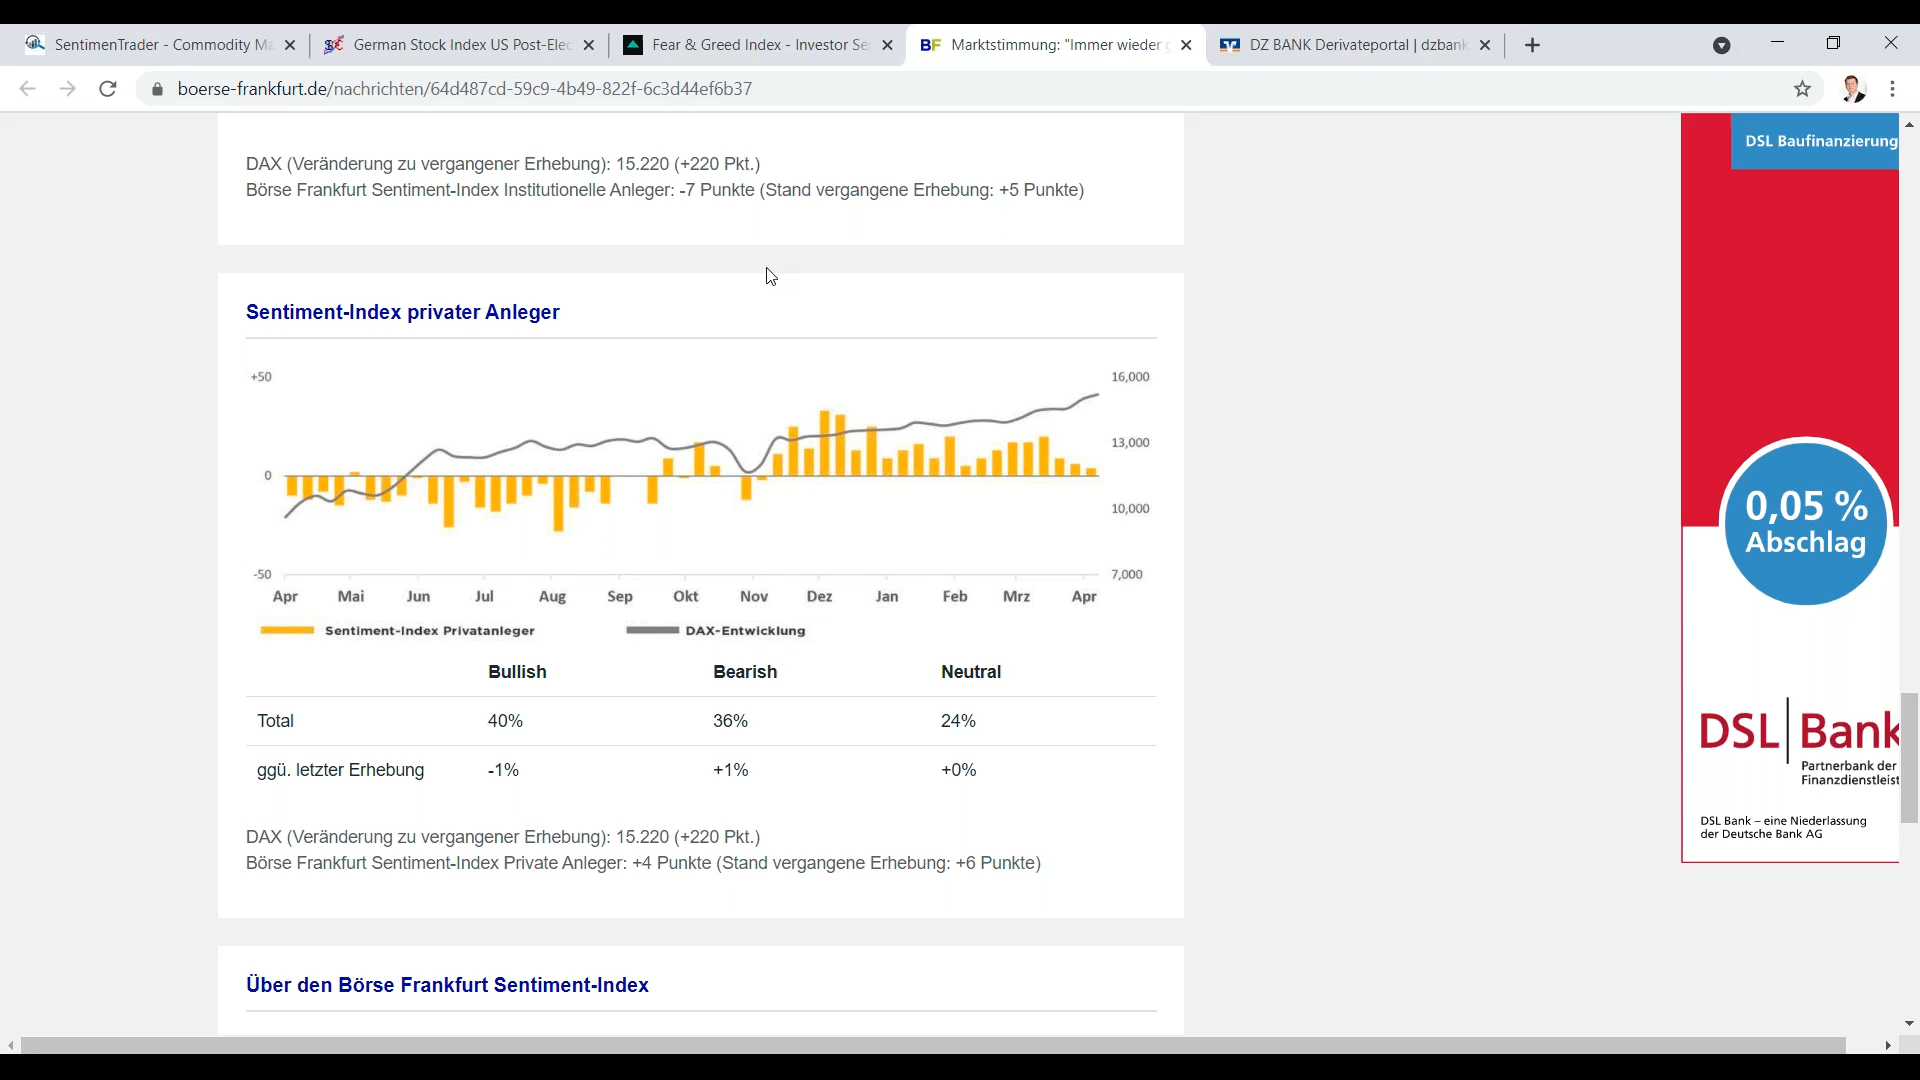 SentimenTrader - Commodity Ma
German Stock Index US Post-Elec
Fear & Greed Index - Investor Se
BF Marktstimmung: "Immer wieder g
DZ BANK Derivateportal | dzbank
boerse-frankfurt.de/nachrichten/64d487cd-59c9-4b49-822f-6c3d44ef6b37
DAX (Veränderung zu vergangener Erhebung): 15.220 (+220 Pkt.)
Börse Frankfurt Sentiment-Index Institutionelle Anleger: -7 Punkte (Stand vergangene Erhebung: +5 Punkte)
Sentiment-Index privater Anleger
+50 16,000
13,000
0
10,000
-50 7,000
Apr Mai Jun Jul Aug Sep Okt Nov Dez Jan Feb Mrz Apr
Sentiment-Index Privatanleger DAX-Entwicklung
Bullish Bearish Neutral
Total 40% 36% 24%
ggü. letzter Erhebung -1% +1% +0%
DAX (Veränderung zu vergangener Erhebung): 15.220 (+220 Pkt.)
Börse Frankfurt Sentiment-Index Private Anleger: +4 Punkte (Stand vergangene Erhebung: +6 Punkte)
Über den Börse Frankfurt Sentiment-Index
DSL Baufinanzierung
0,05 %
Abschlag
DSL Bank
Partnerbank der
Finanzdienstleist
DSL Bank – eine Niederlassung
der Deutsche Bank AG